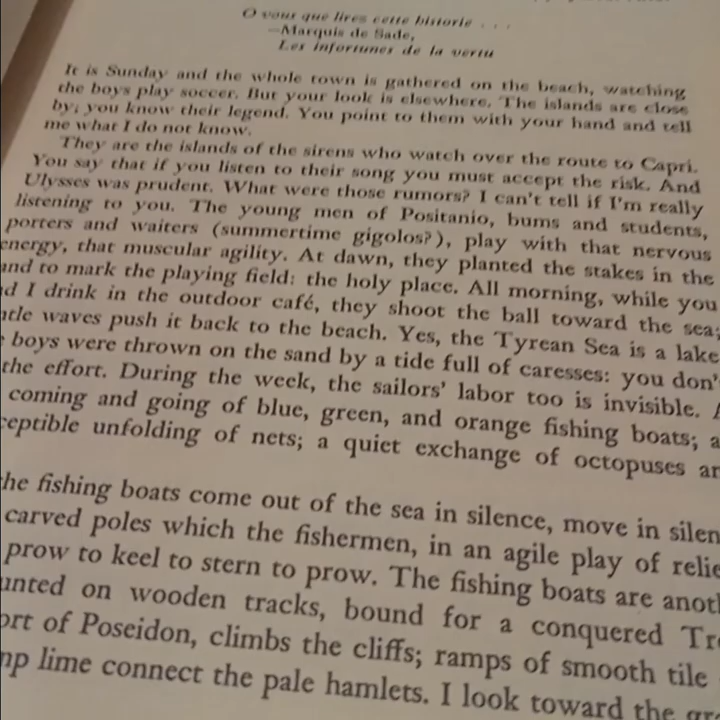 O vous que lires cette historie . . .
—Marquis de Sade,
Les infortunes de la vertu
It is Sunday and the whole town is gathered on the beach, watching
the boys play soccer. But your look is elsewhere. The islands are close
by; you know their legend. You point to them with your hand and tell
me what I do not know.
They are the islands of the sirens who watch over the route to Capri.
You say that if you listen to their song you must accept the risk. And
Ulysses was prudent. What were those rumors? I can't tell if I'm really
listening to you. The young men of Positanio, bums and students,
porters and waiters (summertime gigolos?), play with that nervous
energy, that muscular agility. At dawn, they planted the stakes in the
and to mark the playing field: the holy place. All morning, while you
d I drink in the outdoor café, they shoot the ball toward the sea;
ntle waves push it back to the beach. Yes, the Tyrean Sea is a lake
boys were thrown on the sand by a tide full of caresses: you don'
the effort. During the week, the sailors' labor too is invisible. A
coming and going of blue, green, and orange fishing boats; a
ceptible unfolding of nets; a quiet exchange of octopuses an
the fishing boats come out of the sea in silence, move in silen
carved poles which the fishermen, in an agile play of relie
prow to keel to stern to prow. The fishing boats are anoth
unted on wooden tracks, bound for a conquered Tro
ort of Poseidon, climbs the cliffs; ramps of smooth tile
mp lime connect the pale hamlets. I look toward the gr